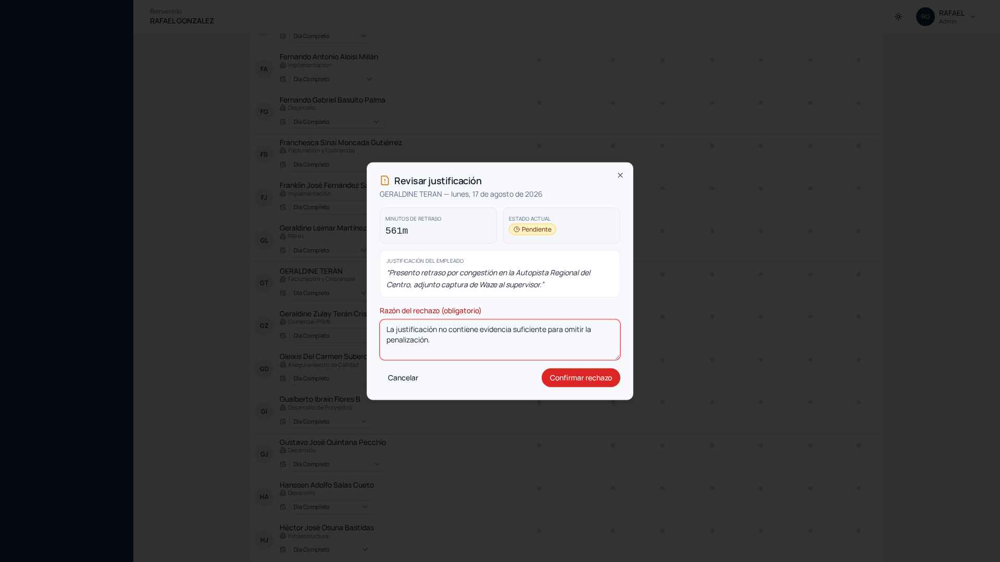 Bienvenido
RAFAEL GONZALEZ
RG
RAFAEL
Admin
Día Completo
FA
Fernando Antonio Aloisi Millán
Implementación
Día Completo
FG
Fernando Gabriel Basulto Palma
Desarrollo
Día Completo
FS
Franchesca Sinaí Moncada Gutiérrez
Facturación y Cobranzas
Día Completo
FJ
Franklin José Fernández Sa
Implementación
Día Completo
GL
Geraldine Leimar Martínez
RRHH
Día Completo
GT
GERALDINE TERAN
Facturación y Cobranzas
Día Completo
GZ
Geraldine Zulay Terán Cris
Comercial PYME
Día Completo
GD
Gleixis Del Carmen Subero
Aseguramiento de Calidad
Día Completo
GI
Gualberto Ibrain Flores B
Desarrollo de Proyectos
Día Completo
GJ
Gustavo José Quintana Pecchio
Desarrollo
Día Completo
HA
Hanssen Adolfo Salas Cueto
Desarrollo
Día Completo
HJ
Héctor José Osuna Bastidas
Infraestructura
Día Completo
Revisar justificación
GERALDINE TERAN — lunes, 17 de agosto de 2026
MINUTOS DE RETRASO
561m
ESTADO ACTUAL
Pendiente
JUSTIFICACIÓN DEL EMPLEADO
“Presento retraso por congestión en la Autopista Regional del
Centro, adjunto captura de Waze al supervisor.”
Razón del rechazo (obligatorio)
La justificación no contiene evidencia suficiente para omitir la
penalización.
Cancelar
Confirmar rechazo